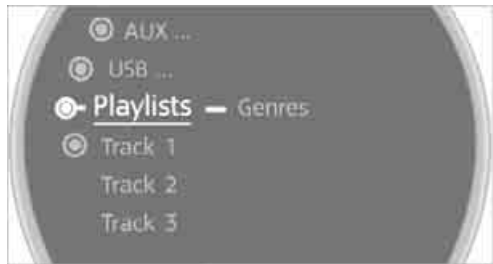 AUX ...
USB ...
Playlists – Genres
Track 1
Track 2
Track 3